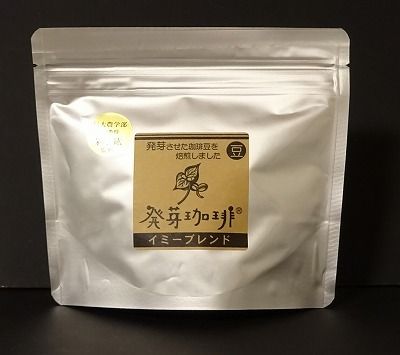 発芽させた珈琲豆を
焙煎しました
豆
発芽珈琲®
イミーブレンド